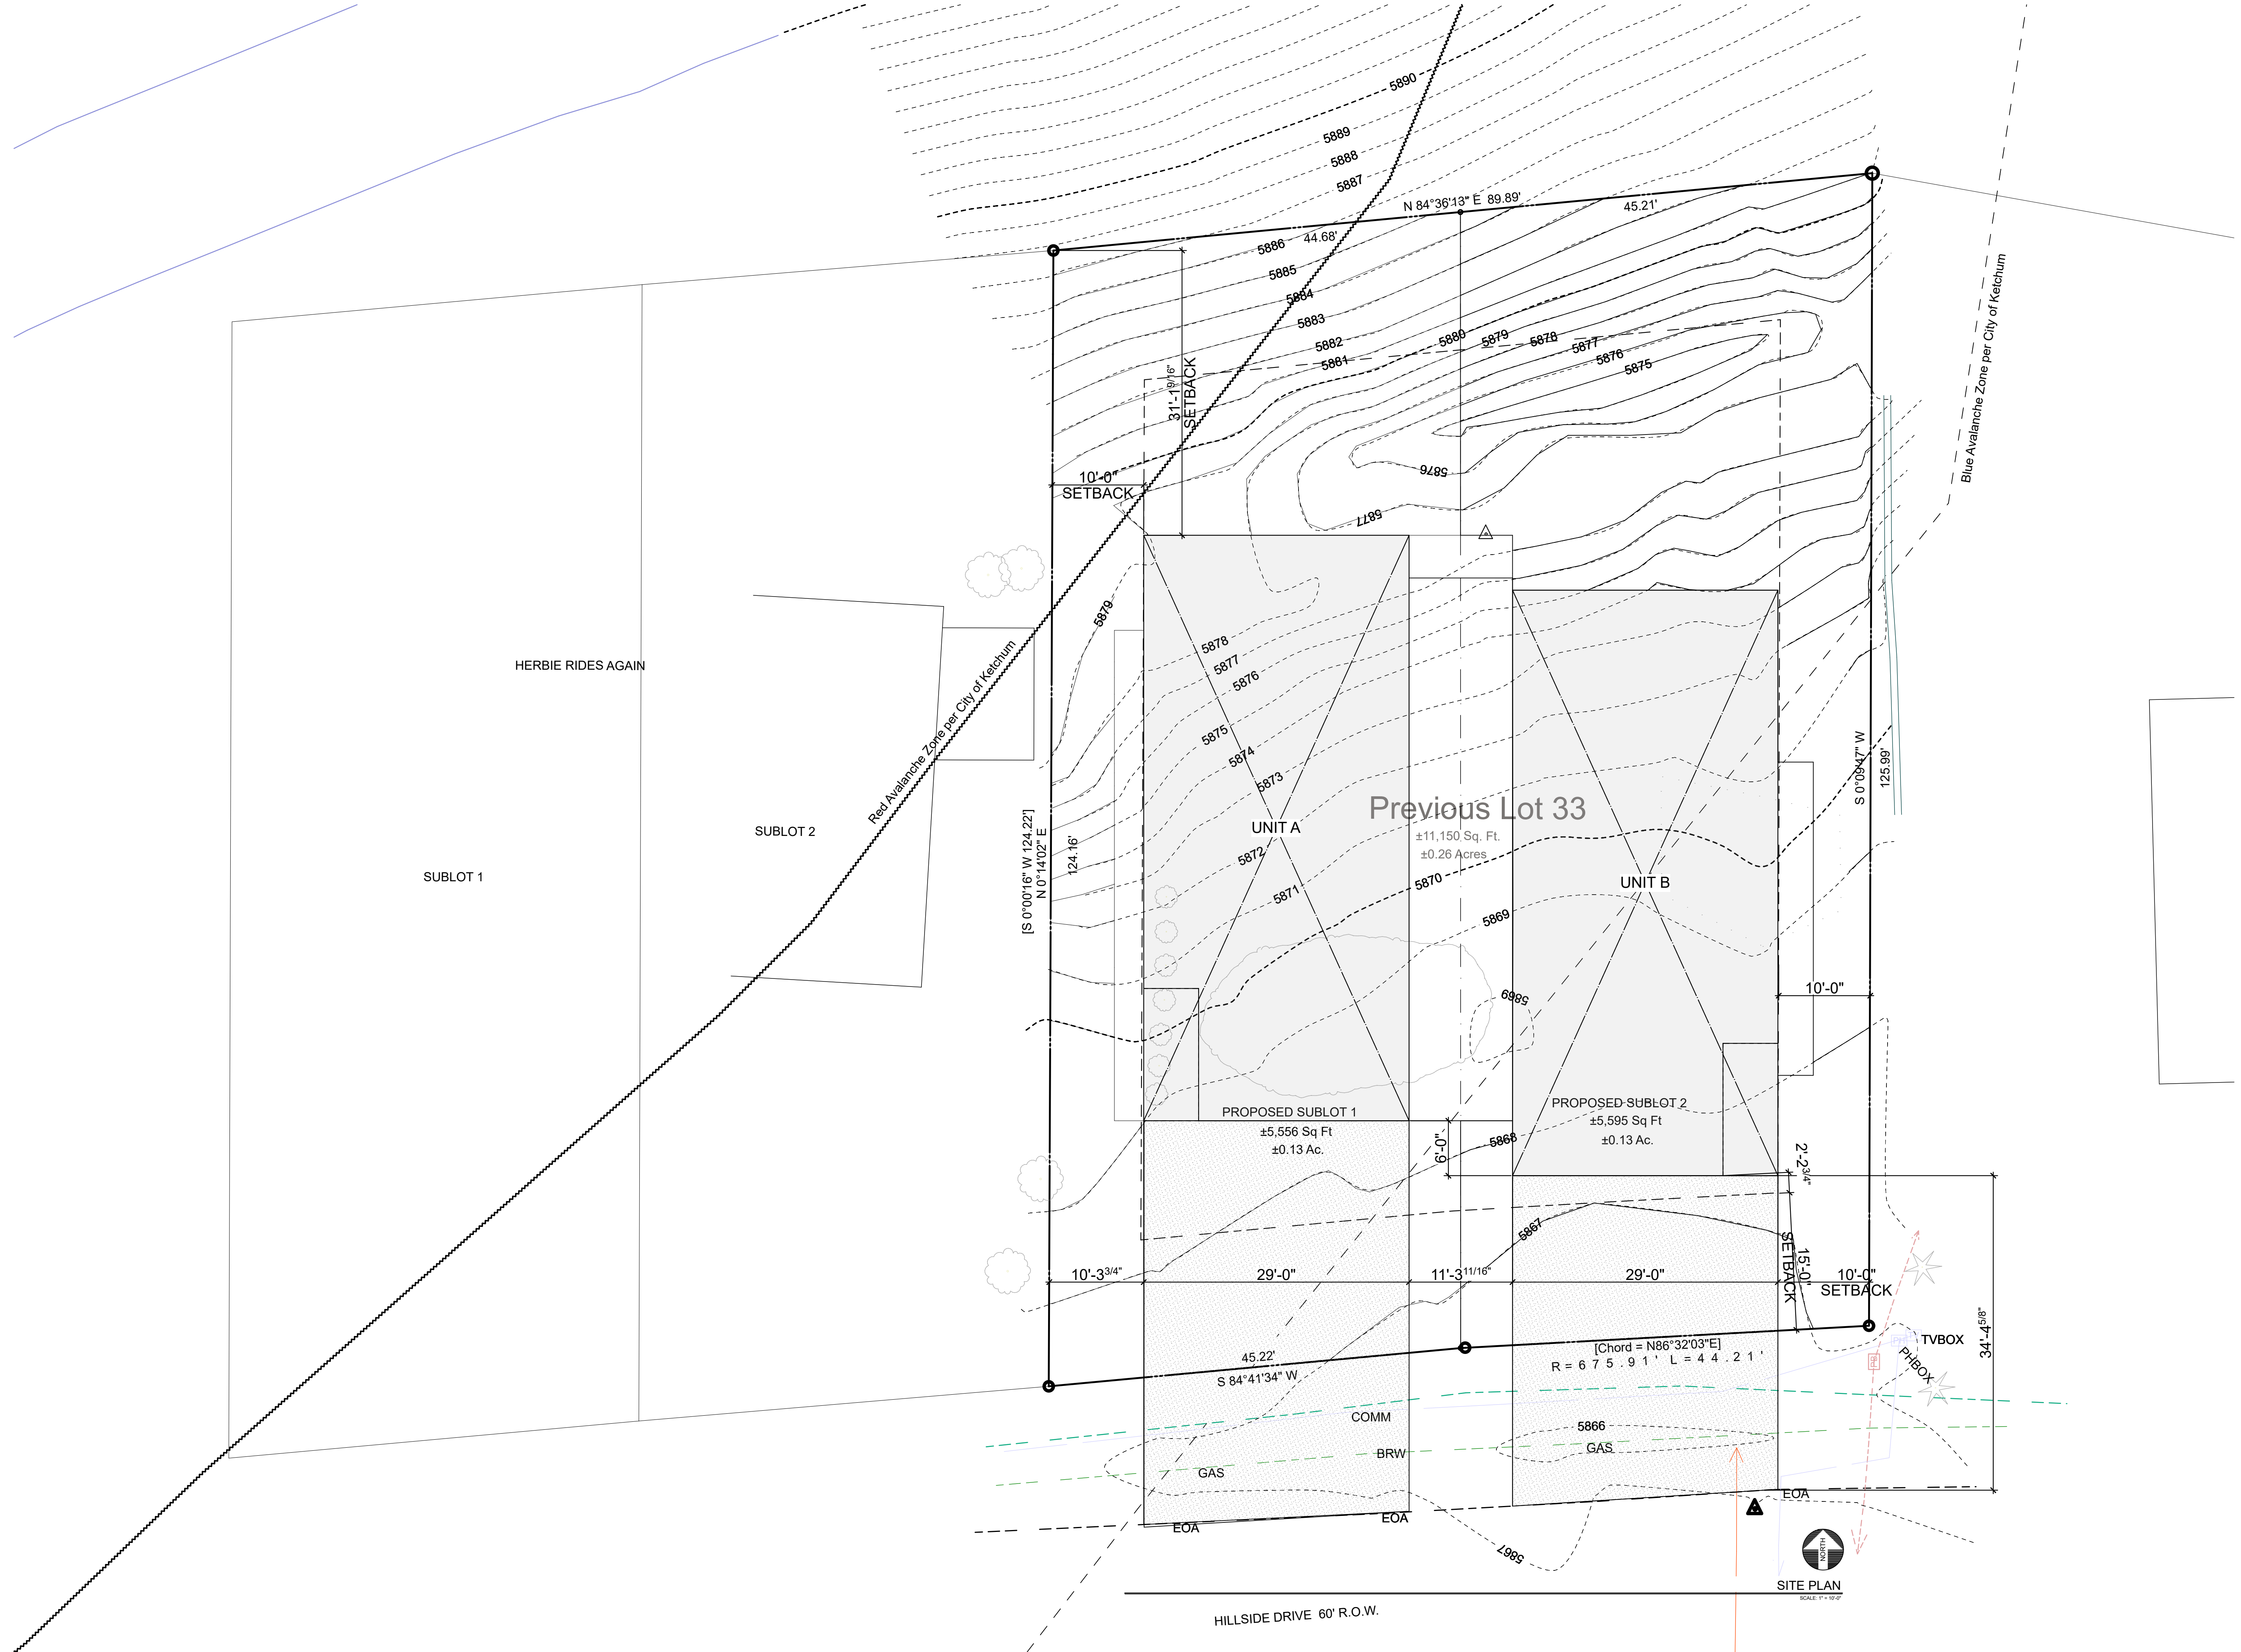 5890
5889
5888
5887
N 84°36'13" E  89.89'
45.21'
44.68'
5886
5885
5884
5883
5882
5881
5880
5879
5878
5877
5876
5875
31'-1 9/16"
SETBACK
Blue Avalanche Zone per City of Ketchum
10'-0"
SETBACK
5876
5877
5879
5878
5877
5876
5875
5874
5873
HERBIE RIDES AGAIN
Red Avalanche Zone per City of Ketchum
SUBLOT 2
SUBLOT 1
[S 0°00'16" W 124.22']
N 0°14'02" E
124.16'
S 0°09'47" W
125.99'
Previous Lot 33
±11,150 Sq. Ft.
±0.26 Acres
UNIT A
UNIT B
5872
5871
5870
5869
5869
10'-0"
PROPOSED SUBLOT 1
±5,556 Sq Ft
±0.13 Ac.
PROPOSED SUBLOT 2
±5,595 Sq Ft
±0.13 Ac.
6'-0"
5868
2'-2 3/4"
5867
15'-0"
SETBACK
10'-3 3/4"
29'-0"
11'-3 11/16"
29'-0"
10'-0"
SETBACK
34'-4 5/8"
TVBOX
PHBOX
45.22'
S 84°41'34" W
[Chord = N86°32'03"E]
R=675.91' L=44.21'
COMM
BRW
GAS
5866
GAS
EOA
EOA
EOA
5867
NORTH
SITE PLAN
SCALE: 1" = 10'-0"
HILLSIDE DRIVE  60' R.O.W.